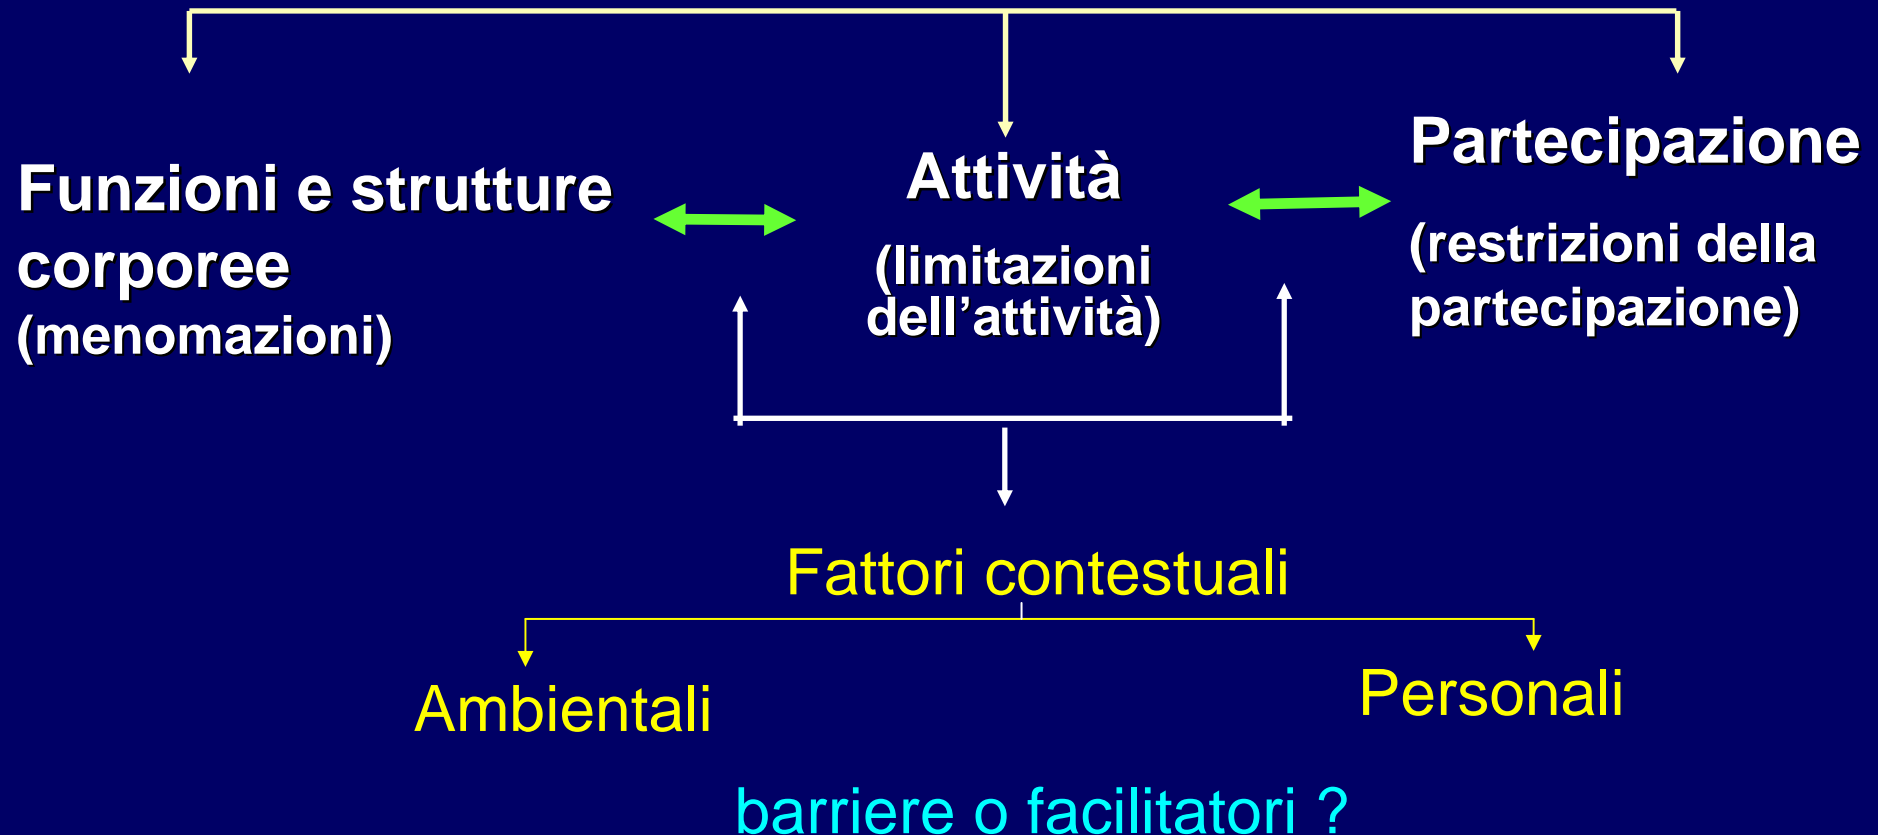 Funzioni e strutture
corporee
(menomazioni)
Attività
(limitazioni
dell’attività)
Partecipazione
(restrizioni della
partecipazione)
Fattori contestuali
Ambientali
Personali
barriere o facilitatori ?